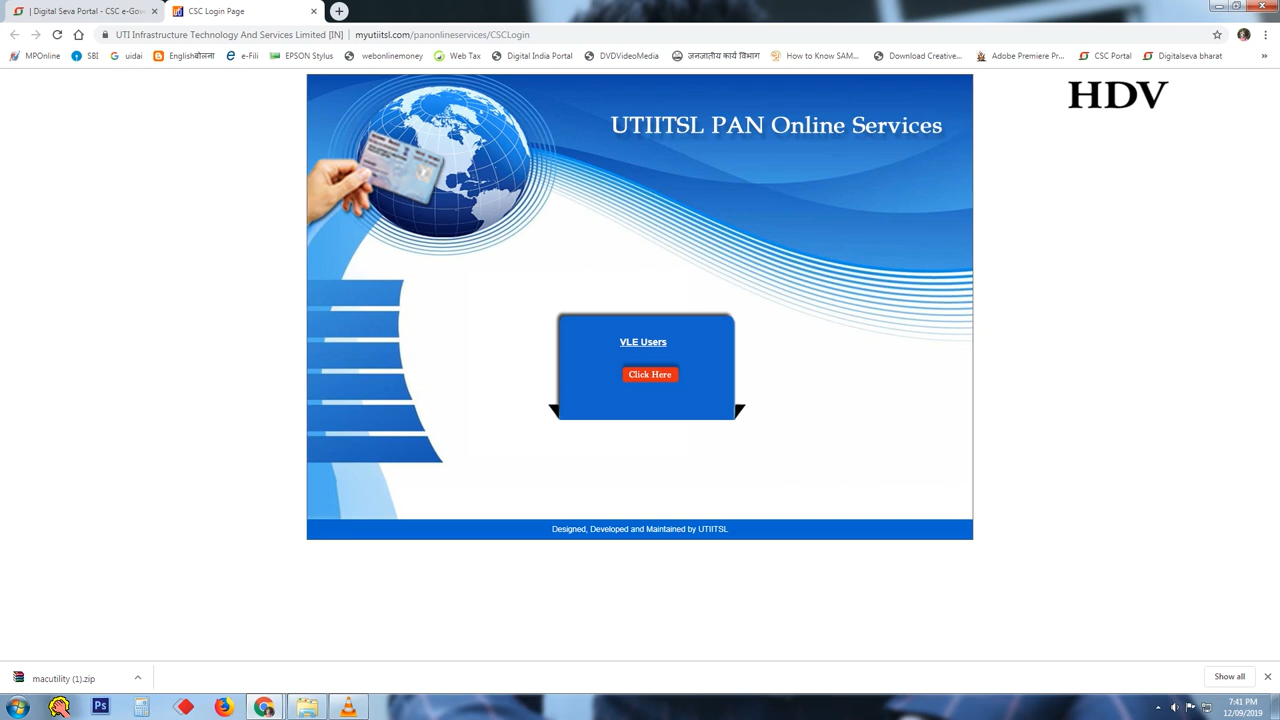 | Digital Seva Portal - CSC e-Gov
CSC Login Page
UTI Infrastructure Technology And Services Limited [IN] | myutiitsl.com/panonlineservices/CSCLogin
MPOnline
SBI
uidai
Englishबोलना
e-Fili
EPSON Stylus
webonlinemoney
Web Tax
Digital India Portal
DVDVideoMedia
जनजातीय कार्य विभाग
How to Know SAM...
Download Creative...
Adobe Premiere Pr...
CSC Portal
Digitalseva bharat
HDV
UTIITSL PAN Online Services
VLE Users
Click Here
Designed, Developed and Maintained by UTIITSL
macutility (1).zip
Show all
Ps
7:41 PM
12/09/2019